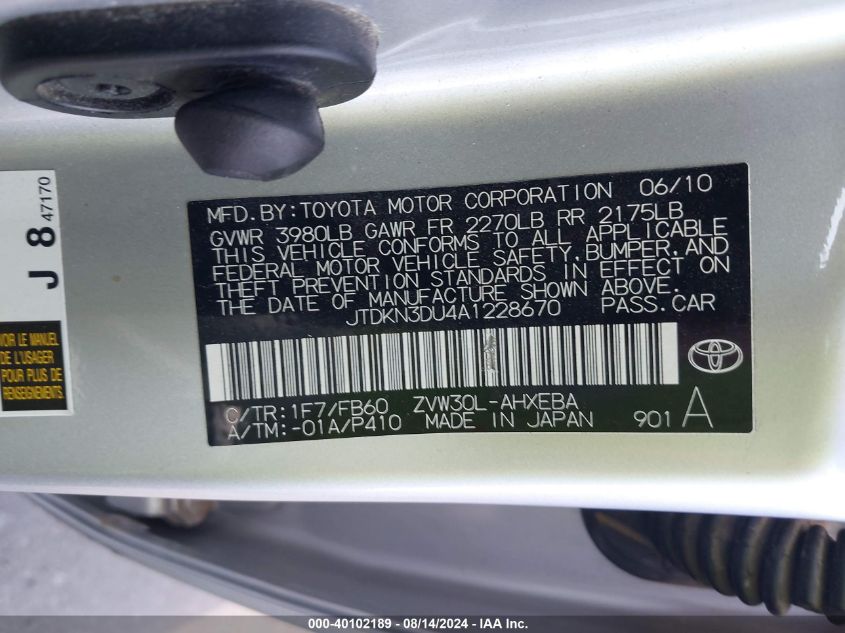 J 8 47170
VOIR LE MANUEL
DE L'USAGER
POUR PLUS DE
RENSEIGNEMENTS
MFD. BY: TOYOTA MOTOR CORPORATION 06/10
GVWR 3980LB GAWR FR 2270LB RR 2175LB
THIS VEHICLE CONFORMS TO ALL APPLICABLE
FEDERAL MOTOR VEHICLE SAFETY, BUMPER, AND
THEFT PREVENTION STANDARDS IN EFFECT ON
THE DATE OF MANUFACTURE SHOWN ABOVE.
JTDKN3DU4A1228670 PASS. CAR
C/TR: 1F7/FB60 ZVW30L-AHXEBA
A/TM: -01A/P410 MADE IN JAPAN 901 A
000-40102189 - 08/14/2024 - IAA Inc.